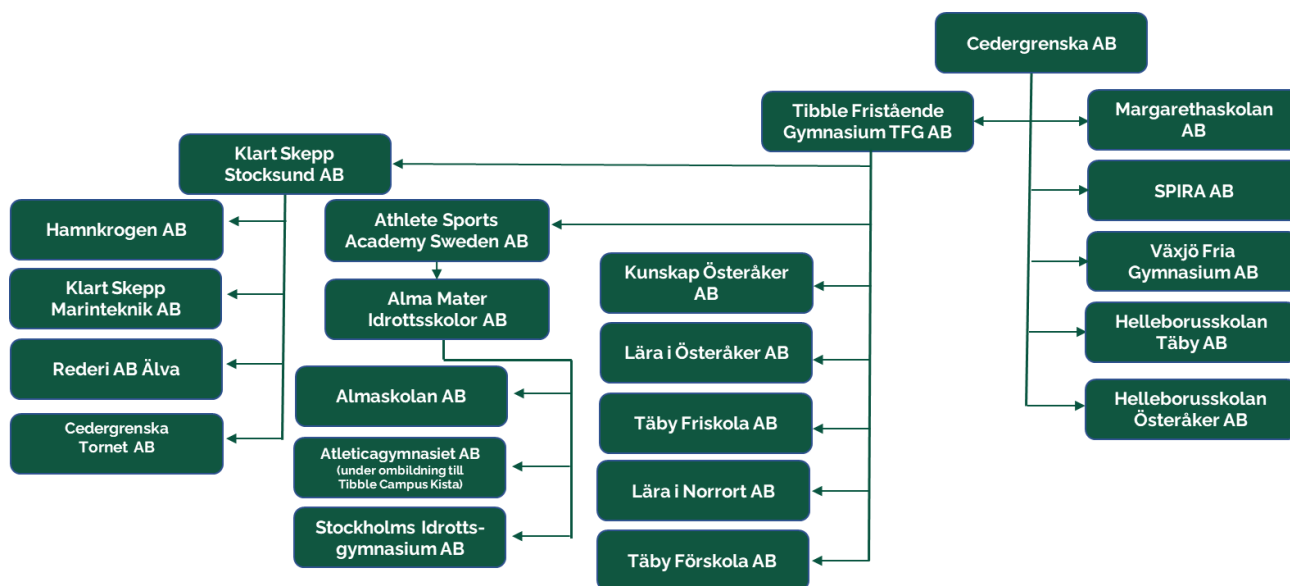 Cedergrenska AB
Tibble Fristående
Gymnasium TFG AB
Margarethaskolan
AB
Klart Skepp
Stocksund AB
SPIRA AB
Hamnkrogen AB
Athlete Sports
Academy Sweden AB
Växjö Fria
Gymnasium AB
Kunskap Österåker
AB
Klart Skepp
Marinteknik AB
Alma Mater
Idrottsskolor AB
Helleborusskolan
Täby AB
Lära i Österåker AB
Rederi AB Älva
Almaskolan AB
Helleborusskolan
Österåker AB
Täby Friskola AB
Cedergrenska
Tornet AB
Atleticagymnasiet AB
(under ombildning till
Tibble Campus Kista)
Lära i Norrort AB
Stockholms Idrotts-
gymnasium AB
Täby Förskola AB